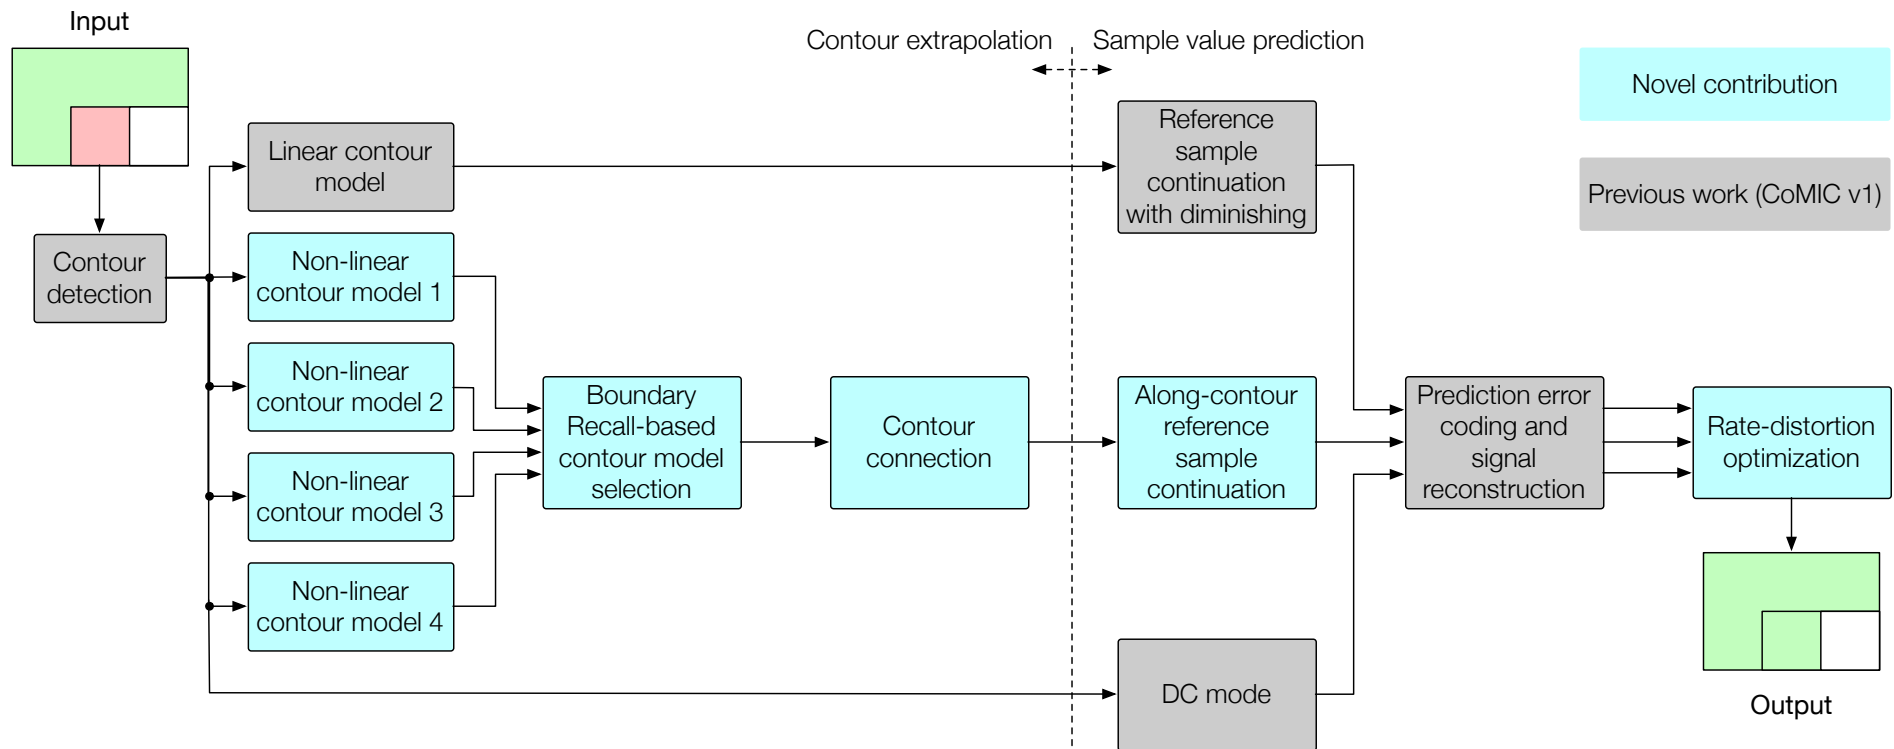 Input
Contour extrapolation
Sample value prediction
Novel contribution
Previous work (CoMIC v1)
Contour
detection
Linear contour
model
Non-linear
contour model 1
Non-linear
contour model 2
Non-linear
contour model 3
Non-linear
contour model 4
Boundary
Recall-based
contour model
selection
Contour
connection
Reference
sample
continuation
with diminishing
Along-contour
reference
sample
continuation
DC mode
Prediction error
coding and
signal
reconstruction
Rate-distortion
optimization
Output